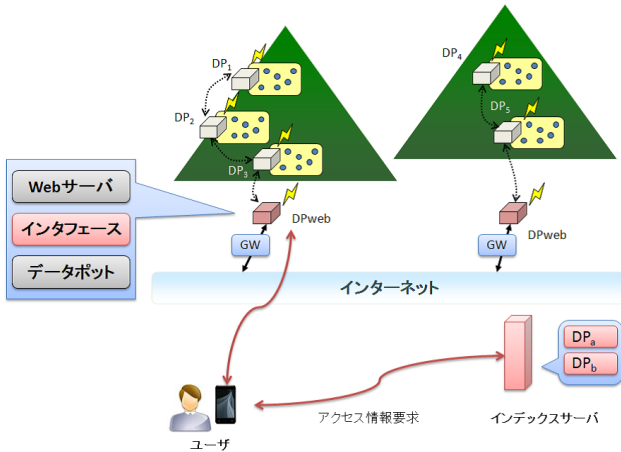 DP1
DP2
DP3
DP4
DP5
Webサーバ
インタフェース
データポット
DPweb
DPweb
GW
GW
インターネット
DPa
DPb
アクセス情報要求
インデックスサーバ
ユーザ